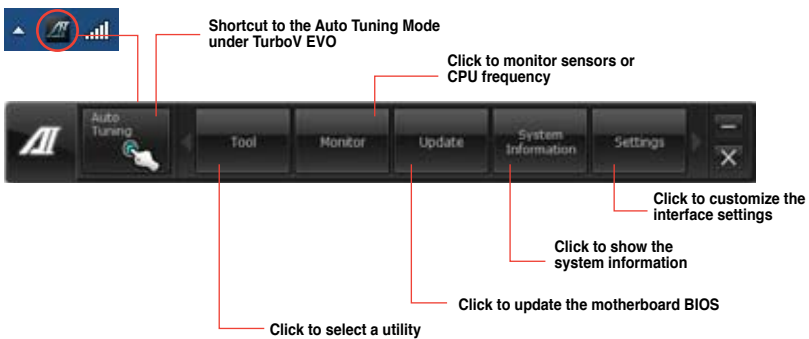 Shortcut to the Auto Tuning Mode
under TurboV EVO
Click to monitor sensors or
CPU frequency
Auto
Tuning
Tool
Monitor
Update
System
Information
Settings
Click to customize the
interface settings
Click to show the
system information
Click to update the motherboard BIOS
Click to select a utility